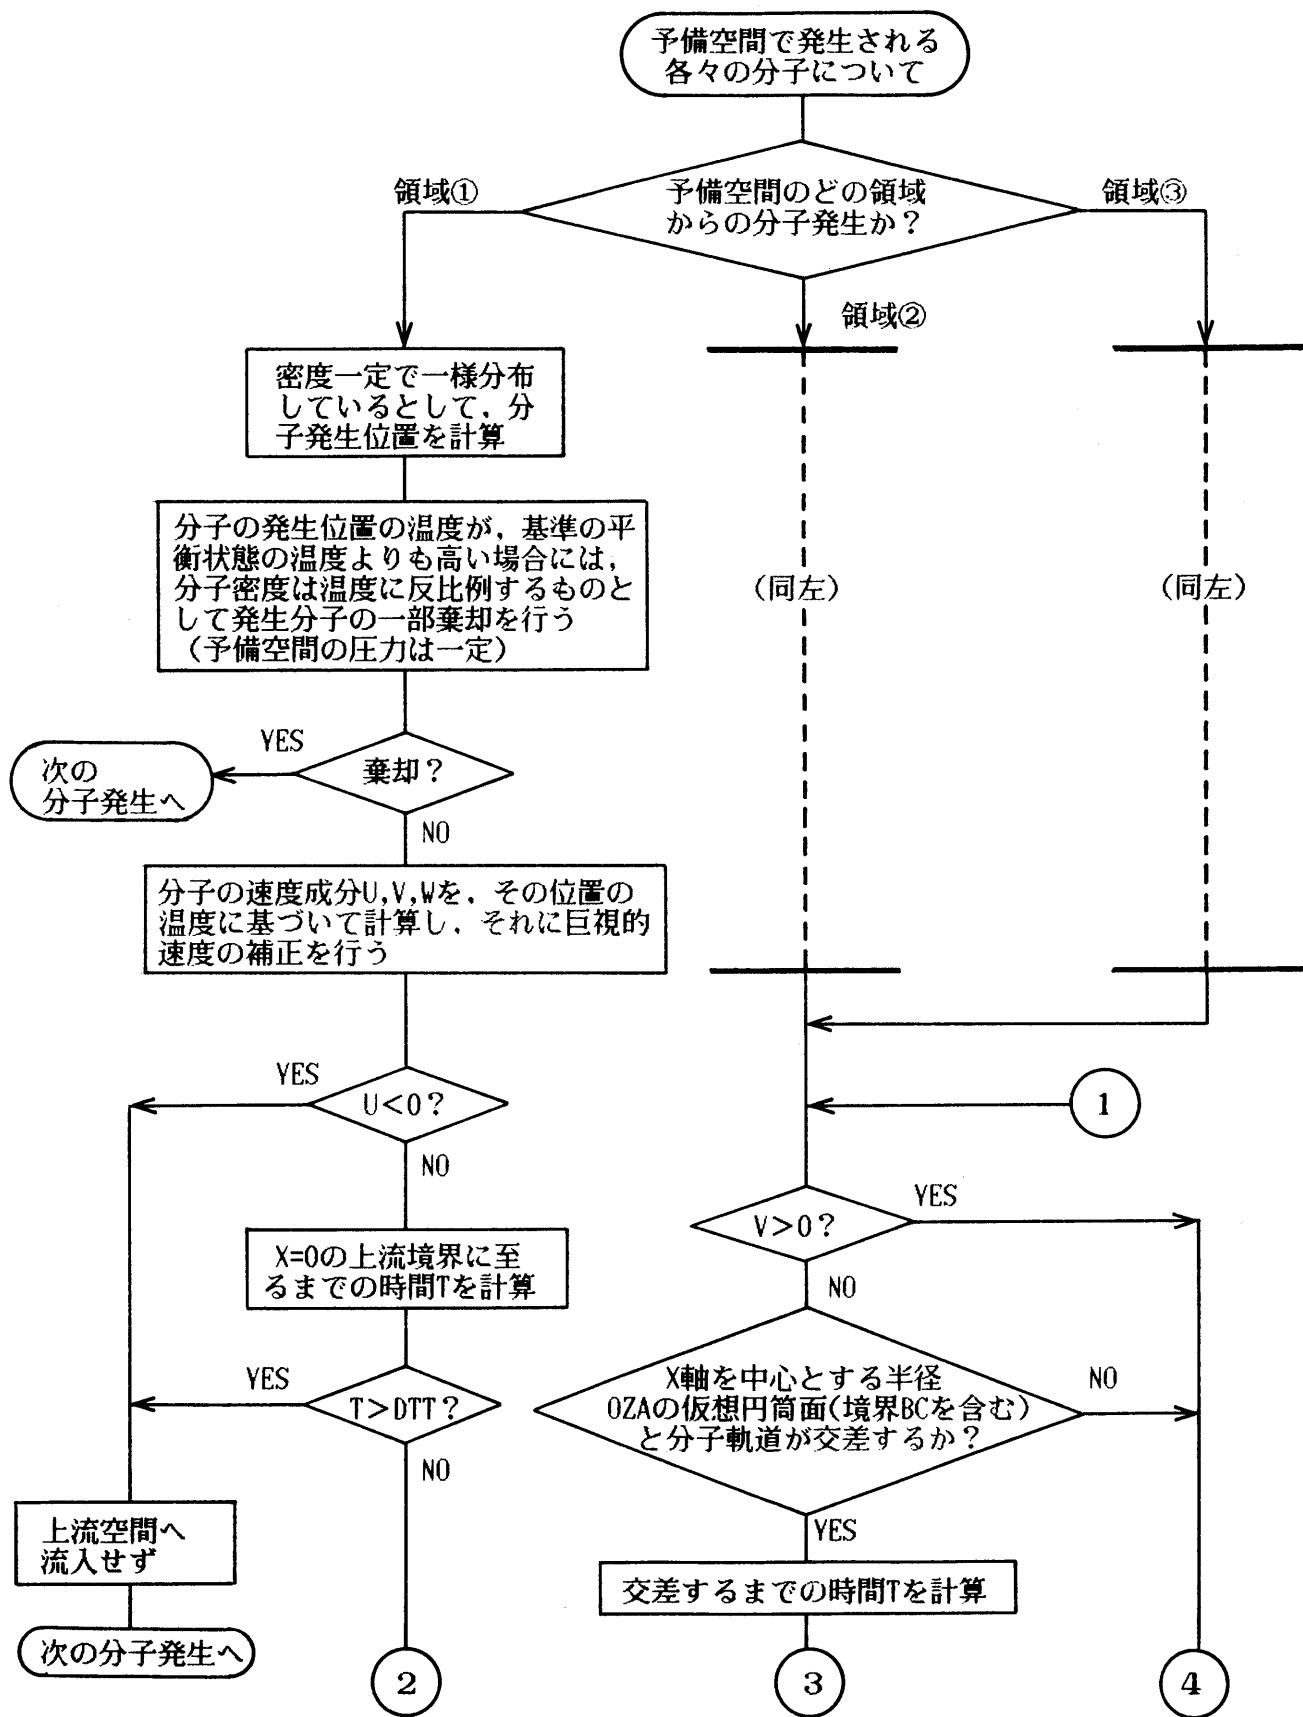 予備空間で発生される
各々の分子について
予備空間のどの領域
からの分子発生か？
領域①
領域③
領域②
密度一定で一様分布
しているとして，分
子発生位置を計算
分子の発生位置の温度が，基準の平
衡状態の温度よりも高い場合には，
分子密度は温度に反比例するものと
して発生分子の一部棄却を行う
（予備空間の圧力は一定）
（同左）
（同左）
YES
棄却？
次の
分子発生へ
NO
分子の速度成分U,V,Wを，その位置の
温度に基づいて計算し，それに巨視的
速度の補正を行う
YES
U<0？
NO
1
YES
V>0？
NO
X=0の上流境界に至
るまでの時間Tを計算
YES
T>DTT？
NO
X軸を中心とする半径
OZAの仮想円筒面(境界BCを含む)
と分子軌道が交差するか？
NO
YES
上流空間へ
流入せず
交差するまでの時間Tを計算
次の分子発生へ
2
3
4